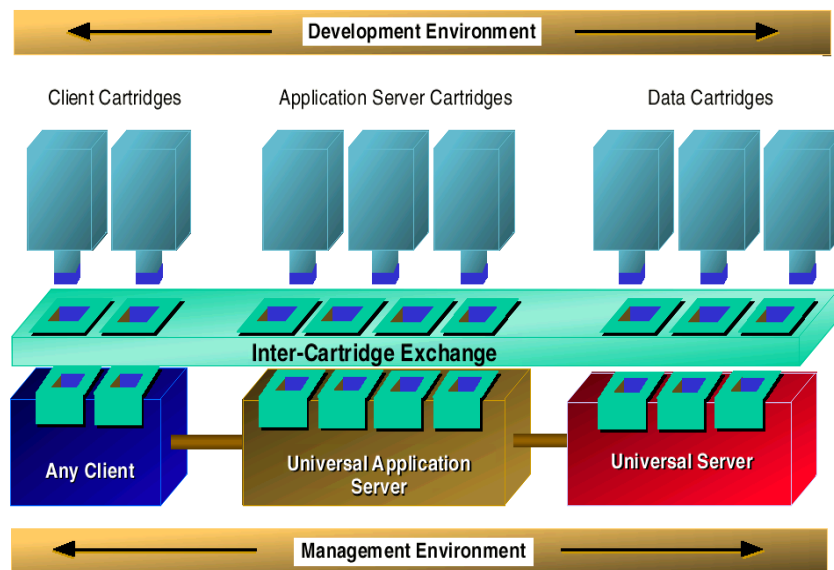 Development Environment
Client Cartridges
Application Server Cartridges
Data Cartridges
Inter-Cartridge Exchange
Any Client
Universal Application
Server
Universal Server
Management Environment